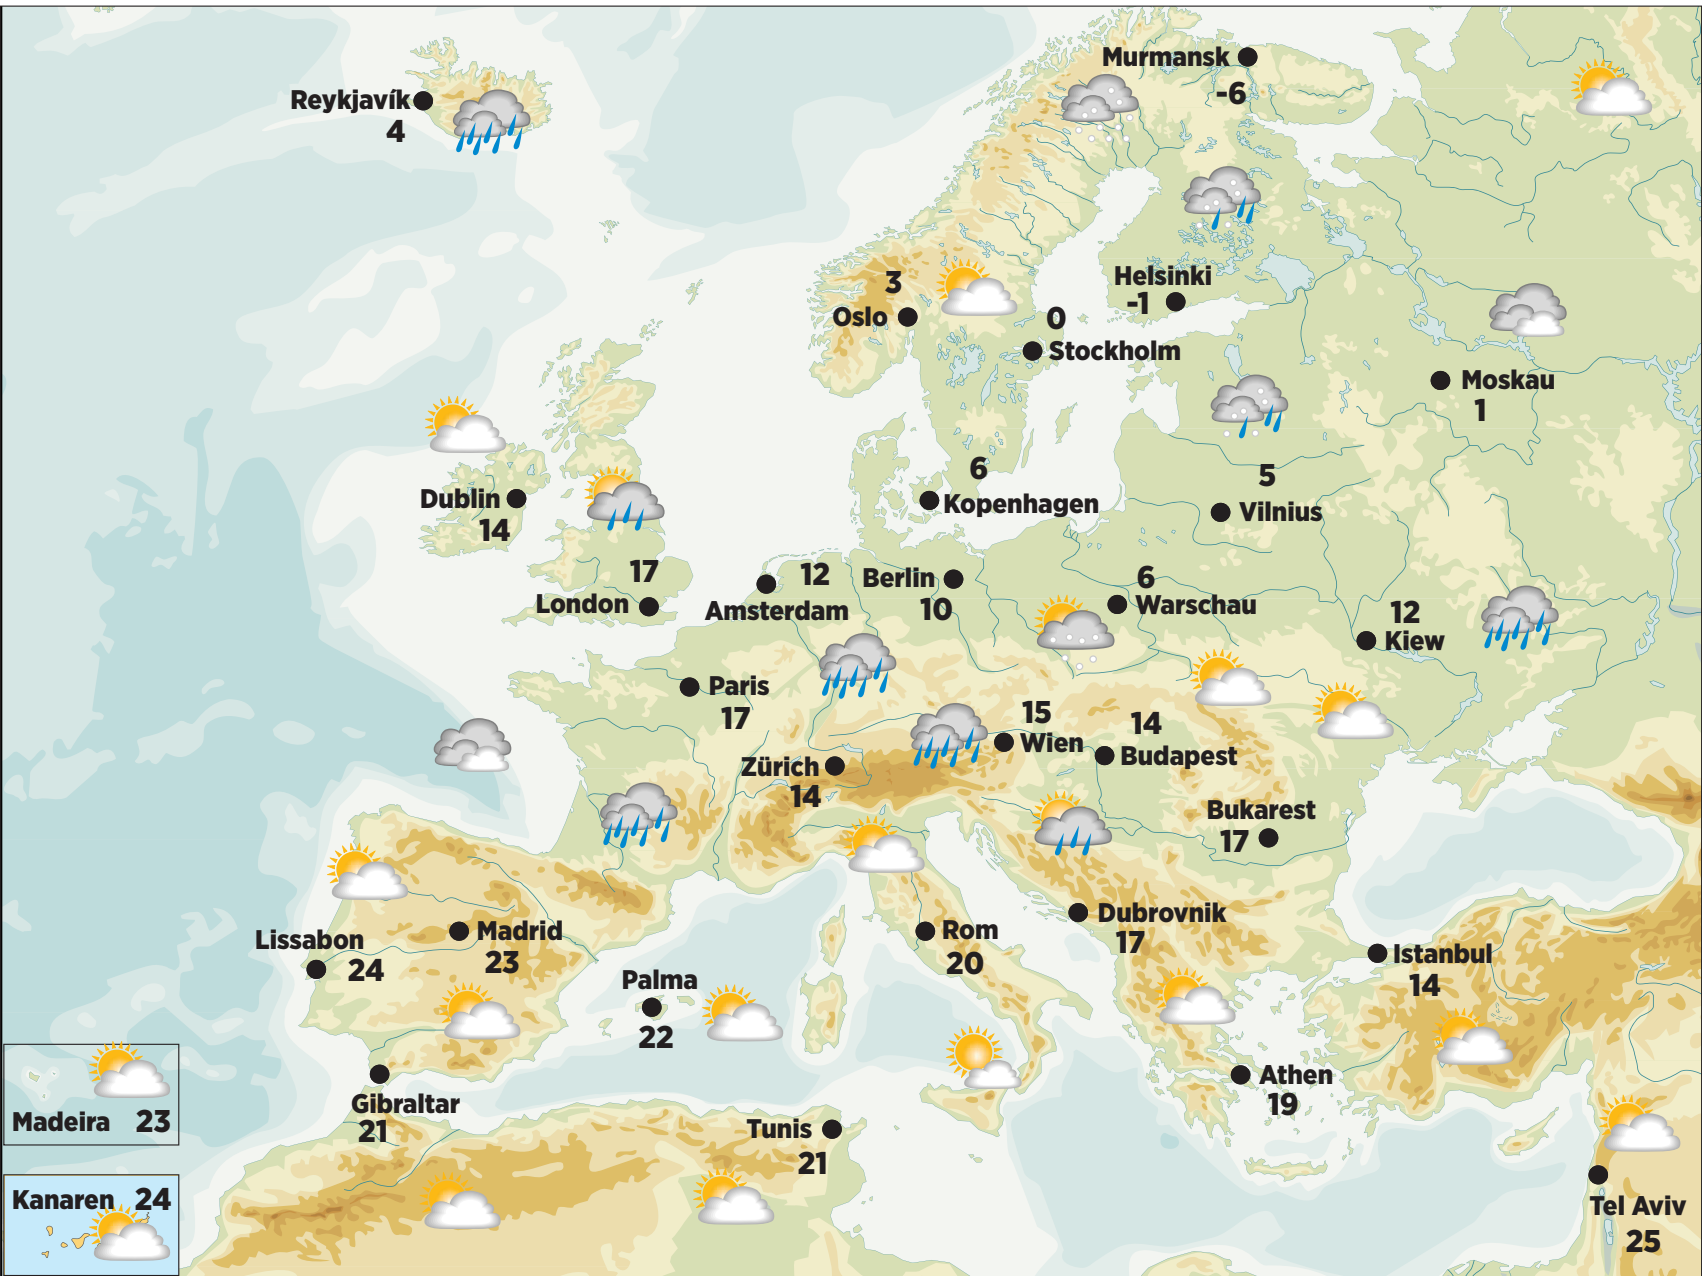 Murmansk
-6
Reykjavík
4
3
Oslo
Helsinki
-1
0
Stockholm
Moskau
1
6
Kopenhagen
5
Vilnius
Dublin
14
17
London
12
Amsterdam
Berlin
10
6
Warschau
12
Kiew
Paris
17
15
Wien
14
Budapest
Zürich
14
Bukarest
17
Lissabon
24
Madrid
23
Rom
20
Dubrovnik
17
Istanbul
14
Palma
22
Athen
19
Madeira 23
Gibraltar
21
Tunis
21
Kanaren 24
Tel Aviv
25